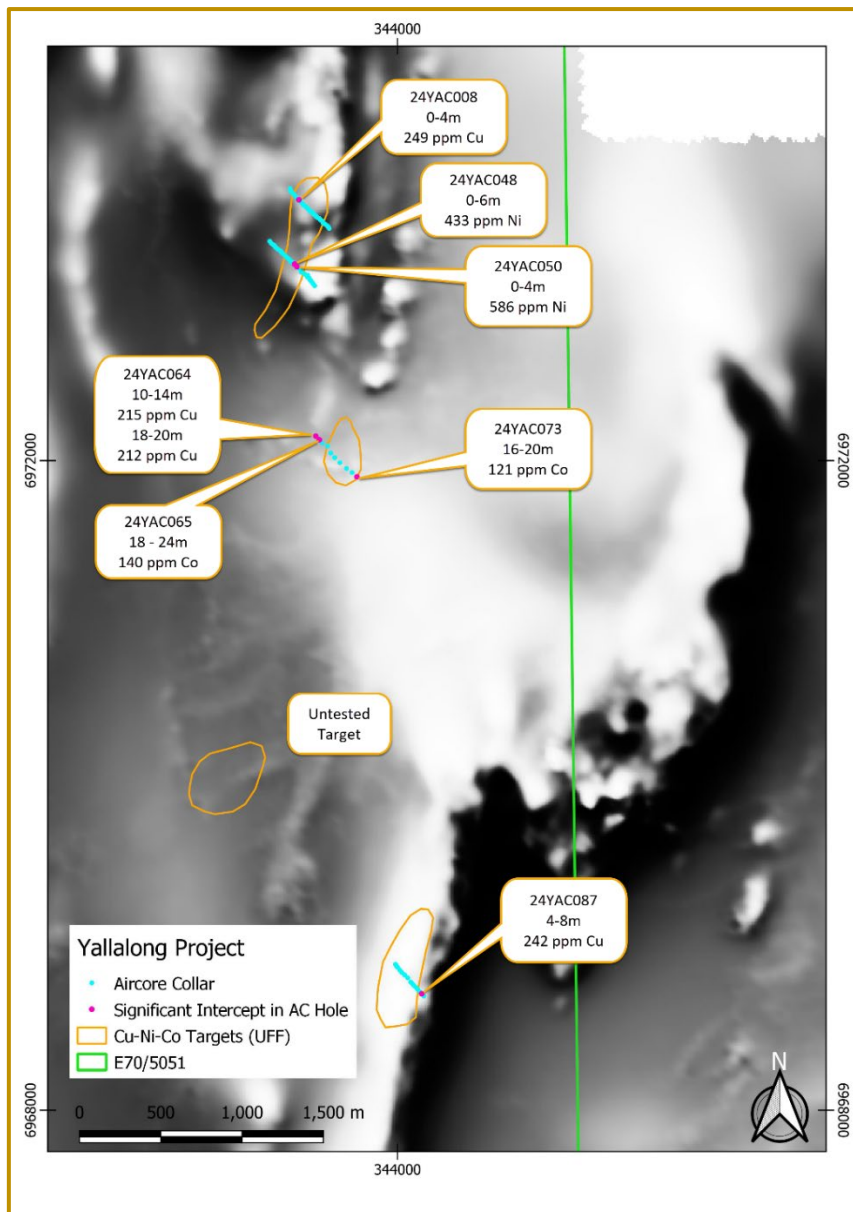 344000
24YAC008
0-4m
249 ppm Cu
24YAC048
0-6m
433 ppm Ni
24YAC050
0-4m
586 ppm Ni
24YAC064
10-14m
215 ppm Cu
18-20m
212 ppm Cu
24YAC073
16-20m
121 ppm Co
6972000
6972000
24YAC065
18 - 24m
140 ppm Co
Untested
Target
24YAC087
4-8m
242 ppm Cu
Yallalong Project
Aircore Collar
Significant Intercept in AC Hole
Cu-Ni-Co Targets (UFF)
E70/5051
0 500 1,000 1,500 m
N
6968000
6968000
344000